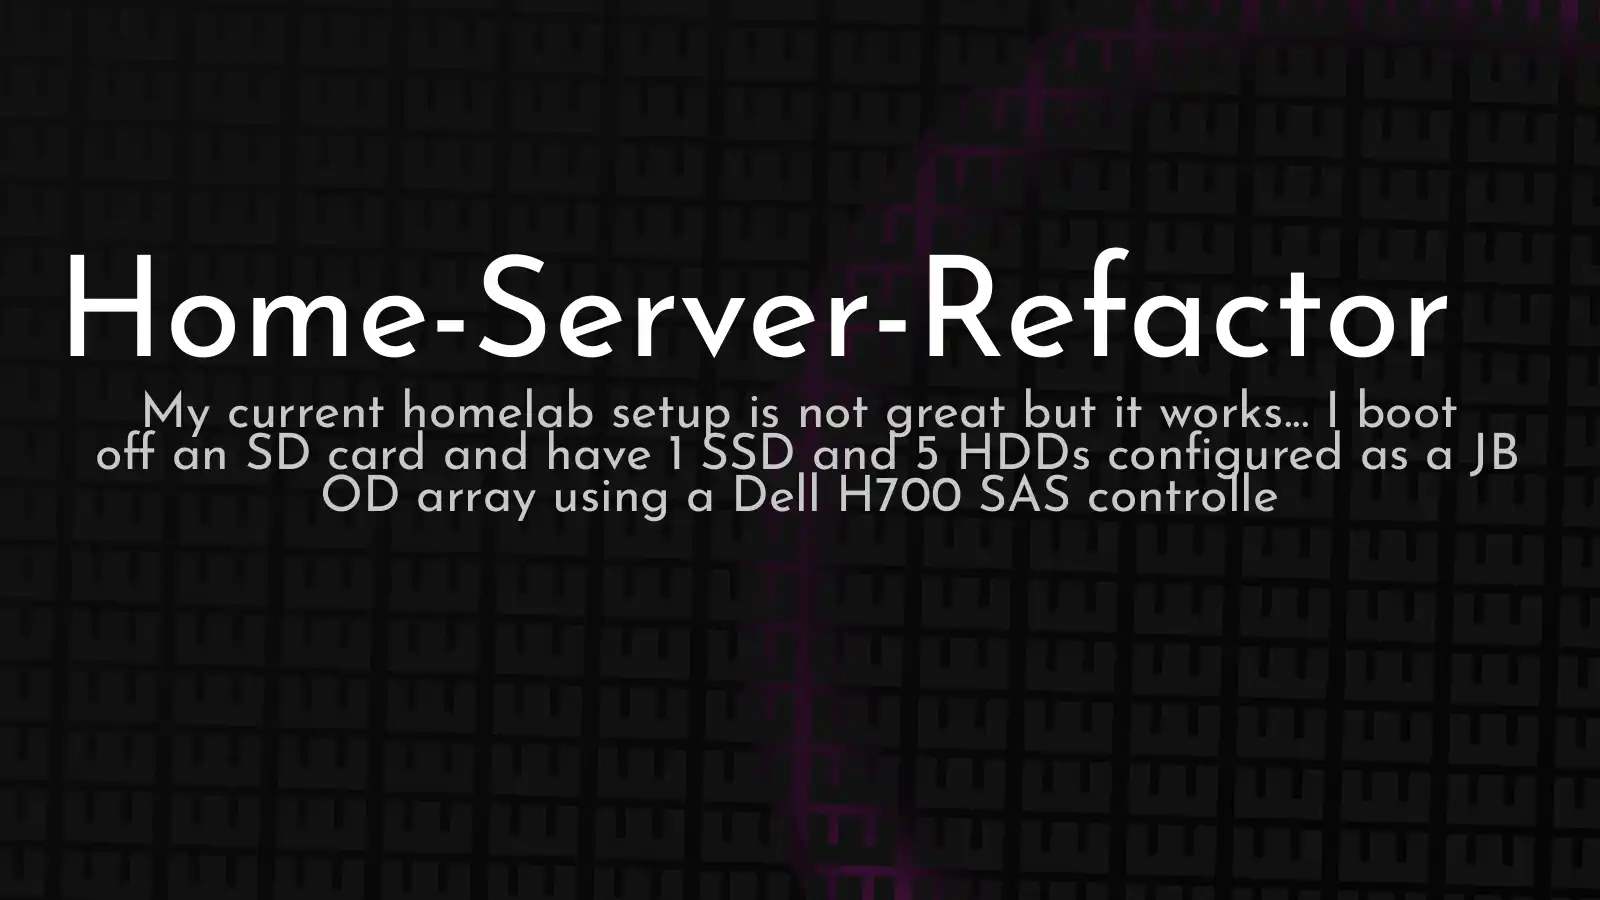 Home-Server-Refactor
My current homelab setup is not great but it works... I boot
off an SD card and have 1 SSD and 5 HDDs configured as a JB
OD array using a Dell H700 SAS controlle